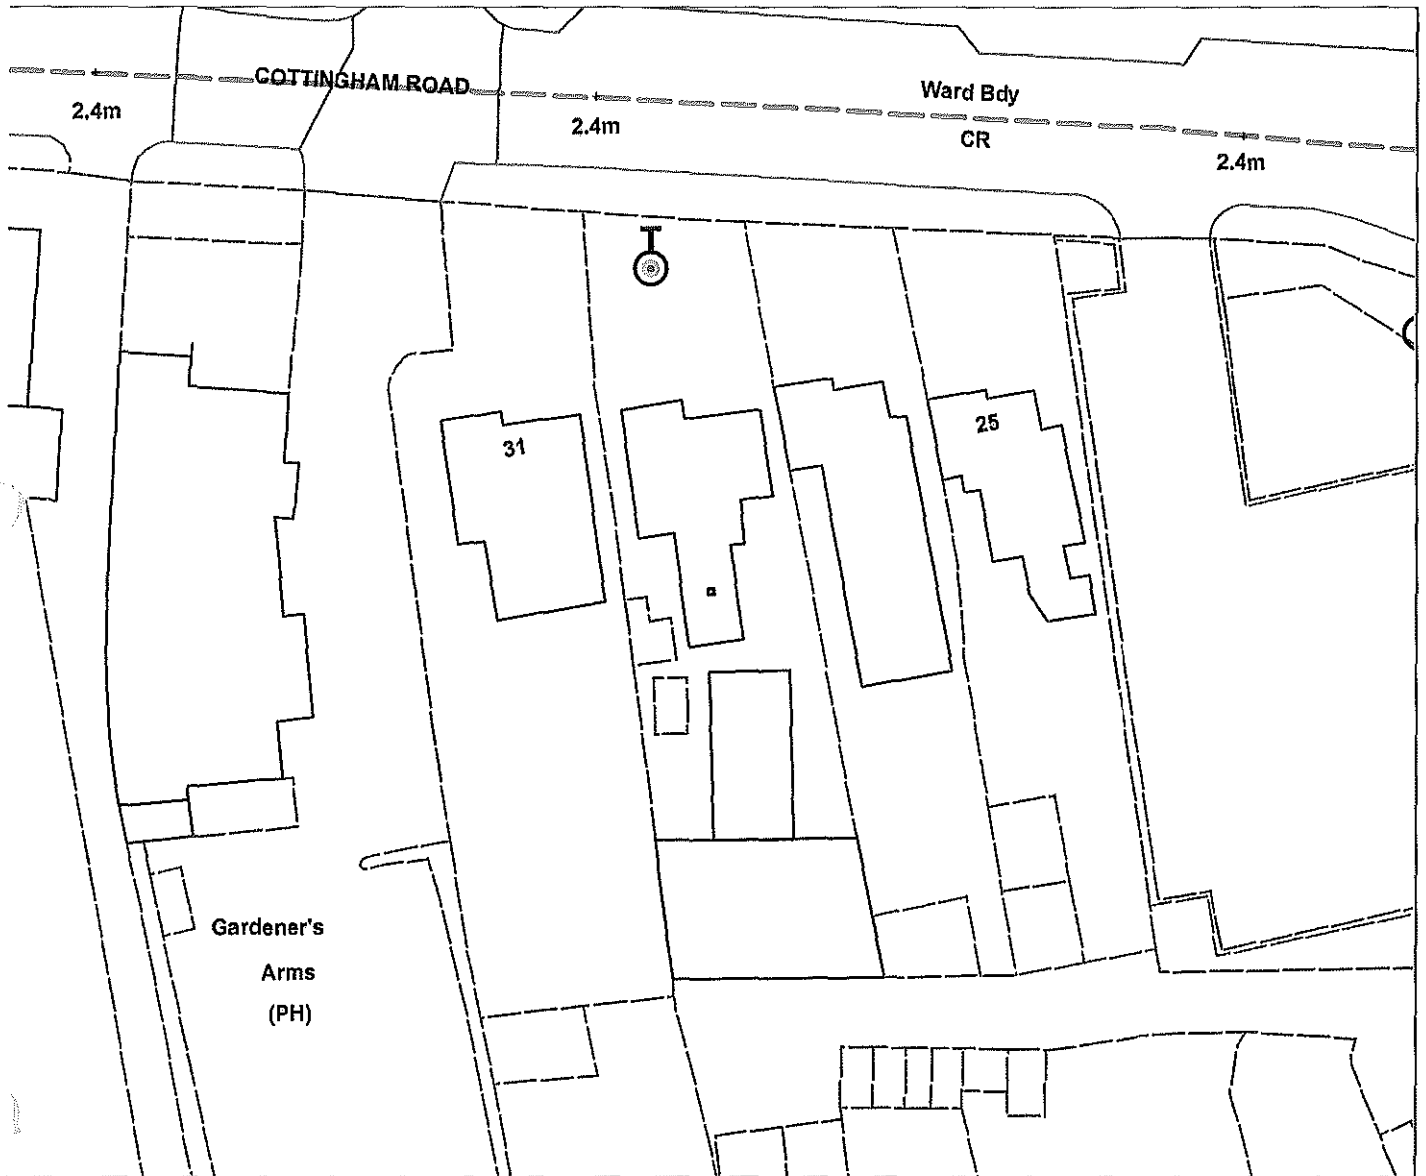 COTTINGHAM ROAD
Ward Bdy
2.4m
2.4m
CR
2.4m
31
25
Gardener's
Arms
(PH)